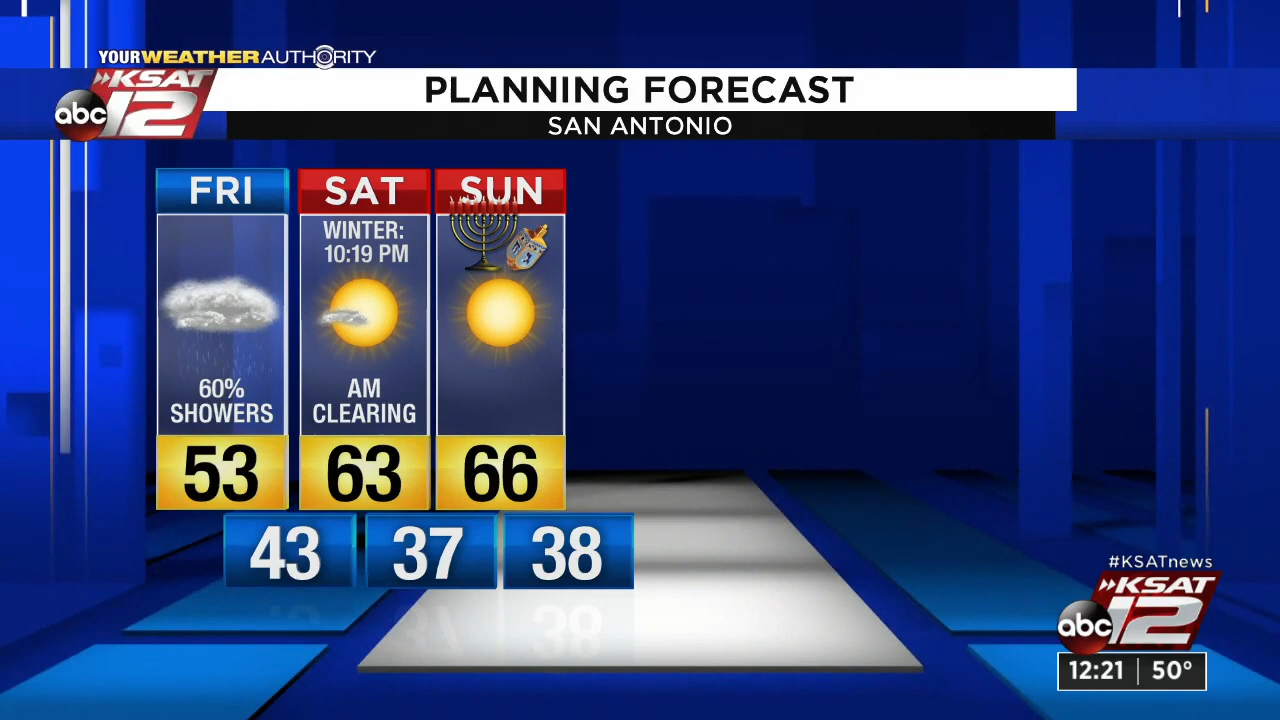 YOURWEATHERAUTHORITY
KSAT
abc 12
PLANNING FORECAST
SAN ANTONIO
FRI SAT SUN
WINTER:
10:19 PM
60%
SHOWERS
AM
CLEARING
53 63 66
43 37 38
#KSATnews
KSAT
abc 12
12:21 | 50°